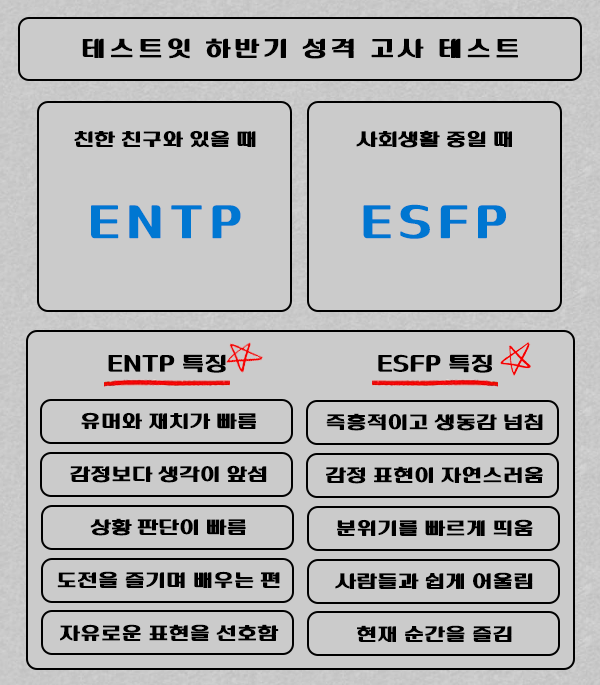 테스트잇 하반기 성격 고사 테스트
친한 친구와 있을 때
ENTP
사회생활 중일 때
ESFP
ENTP 특징
유머와 재치가 빠름
감정보다 생각이 앞섬
상황 판단이 빠름
도전을 즐기며 배우는 편
자유로운 표현을 선호함
ESFP 특징
즉흥적이고 생동감 넘침
감정 표현이 자연스러움
분위기를 빠르게 띄움
사람들과 쉽게 어울림
현재 순간을 즐김